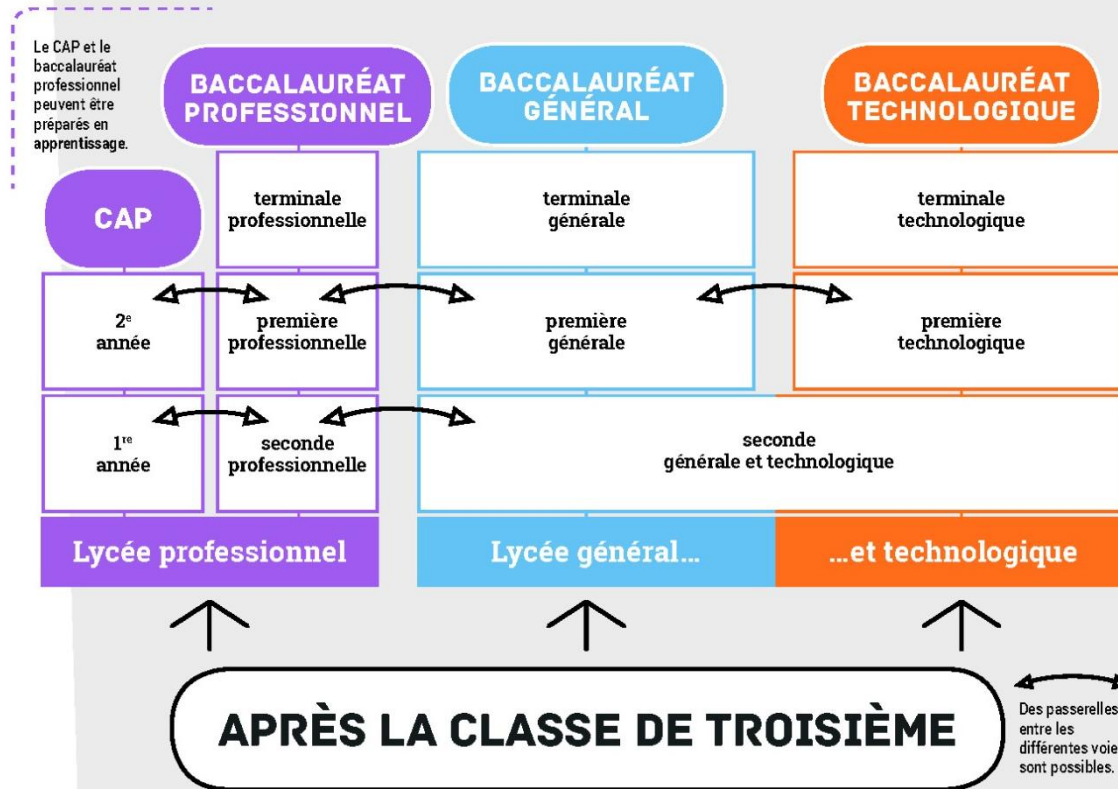 Le CAP et le
baccalauréat
professionnel
peuvent être
préparés en
apprentissage.
BACCALAURÉAT
PROFESSIONNEL
BACCALAURÉAT
GÉNÉRAL
BACCALAURÉAT
TECHNOLOGIQUE
CAP
terminale
professionnelle
terminale
générale
terminale
technologique
2e
année
première
professionnelle
première
générale
première
technologique
1re
année
seconde
professionnelle
seconde
générale et technologique
Lycée professionnel
Lycée général...
...et technologique
APRÈS LA CLASSE DE TROISIÈME
Des passerelles
entre les
différentes voie
sont possibles.